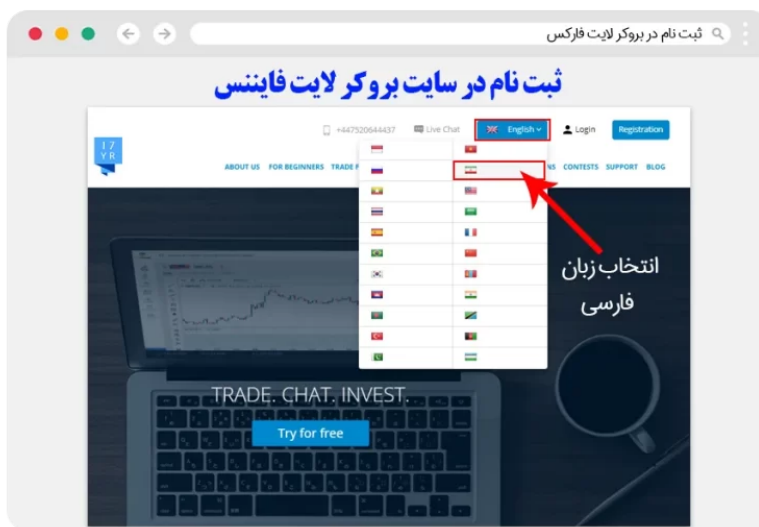 ثبت نام در بروکر لایت فارکس
ثبت نام در سایت بروکر لایت فایننس
+447520644437 Live Chat English Login Registration
17
YR
ABOUT US FOR BEGINNERS TRADE CONTESTS SUPPORT BLOG
انتخاب زبان
فارسی
TRADE. CHAT. INVEST.
Try for free